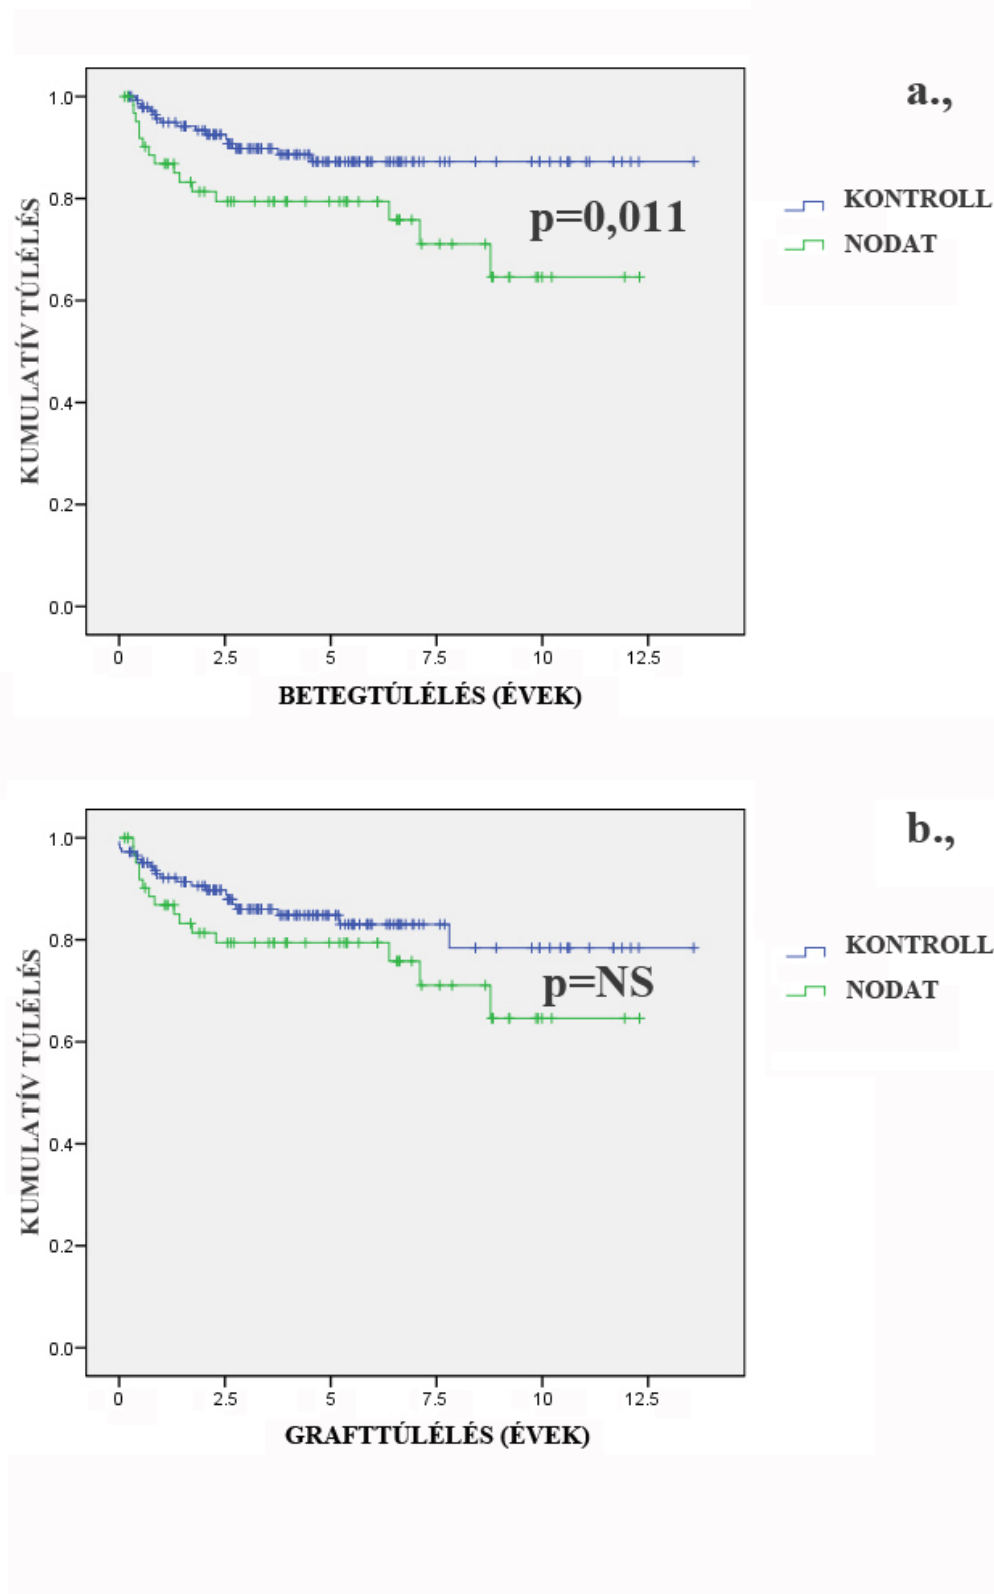 a.,
1.0
0.8
0.6
0.4
0.2
0.0
KUMULATÍV TÚLÉLÉS
p=0,011
KONTROLL
NODAT
0 2.5 5 7.5 10 12.5
BETEGTÚLÉLÉS (ÉVEK)
b.,
1.0
0.8
0.6
0.4
0.2
0.0
KUMULATÍV TÚLÉLÉS
p=NS
KONTROLL
NODAT
0 2.5 5 7.5 10 12.5
GRAFTTÚLÉLÉS (ÉVEK)